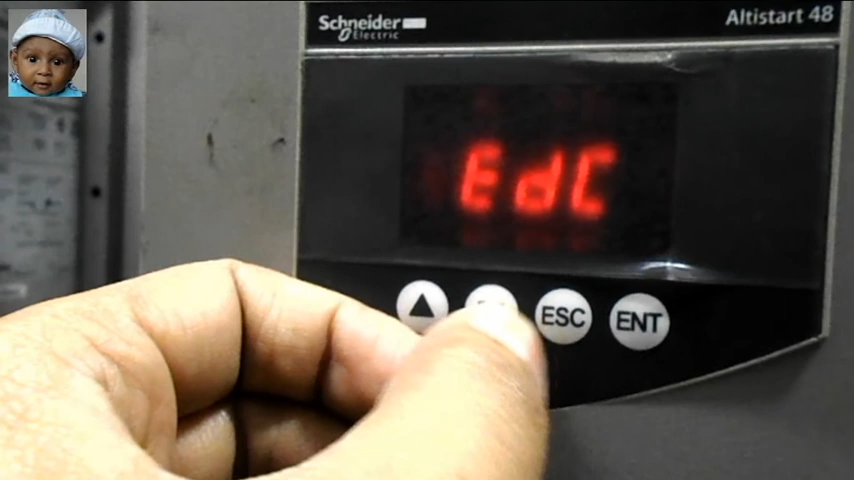 Schneider
Electric
Altistart 48
EdC
ESC
ENT